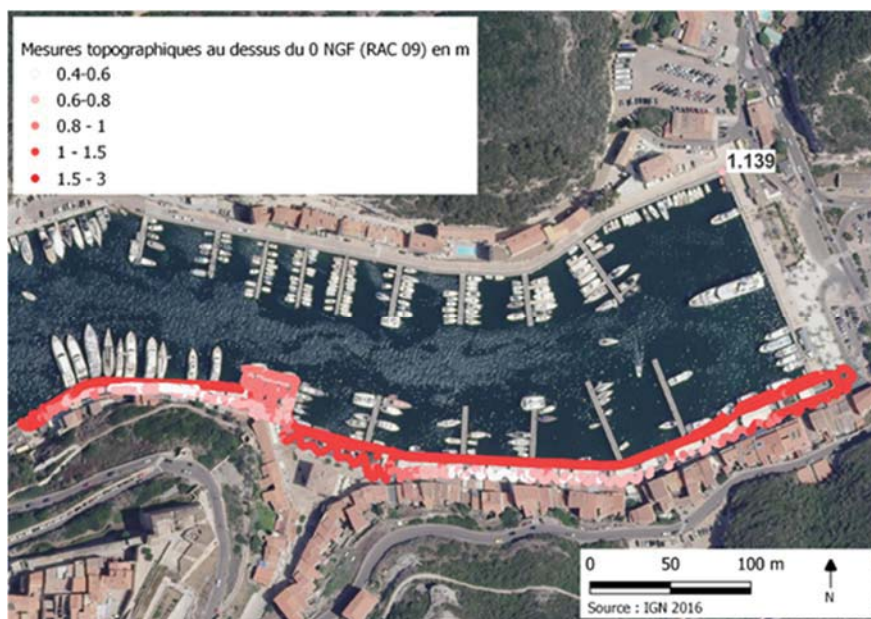 Mesures topographiques au dessus du 0 NGF (RAC 09) en m
0.4-0.6
0.6-0.8
0.8 - 1
1 - 1.5
1.5 - 3
1.139
0 50 100 m
N
Source : IGN 2016